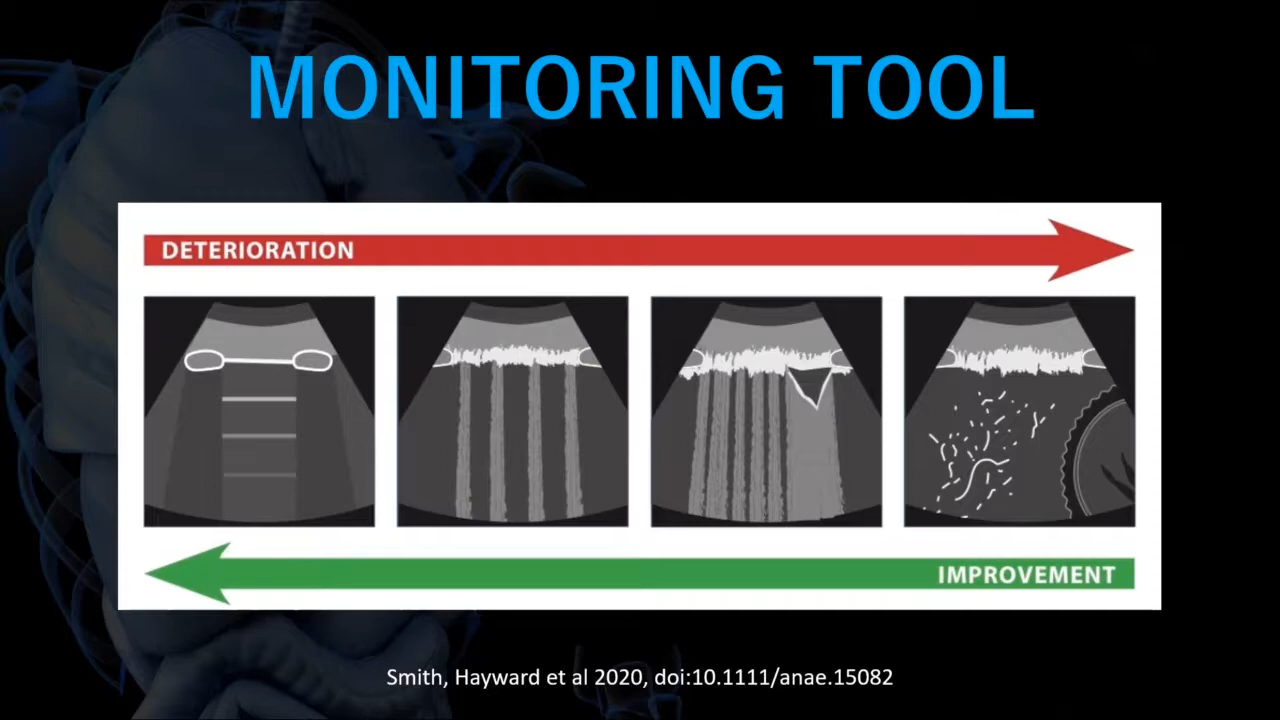 MONITORING TOOL
DETERIORATION
IMPROVEMENT
Smith, Hayward et al 2020, doi:10.1111/anae.15082